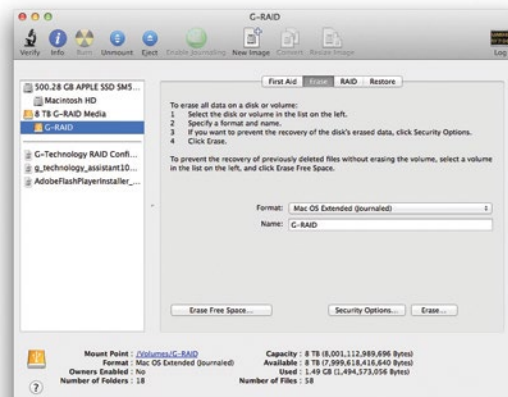 G-RAID
Verify Info Burn Unmount Eject Enable Journaling New Image Convert Resize Image Log
500.28 GB APPLE SSD SM5...
Macintosh HD
8 TB G-RAID Media
G-RAID
G-Technology RAID Confi...
g_technology_assistant10...
AdobeFlashPlayerInstaller_...
First Aid Erase RAID Restore
To erase all data on a disk or volume:
1 Select the disk or volume in the list on the left.
2 Specify a format and name.
3 If you want to prevent the recovery of the disk's erased data, click Security Options.
4 Click Erase.
To prevent the recovery of previously deleted files without erasing the volume, select a volume
in the list on the left, and click Erase Free Space.
Format: Mac OS Extended (Journaled)
Name: G-RAID
Erase Free Space... Security Options... Erase...
Mount Point : /Volumes/G-RAID Capacity : 8 TB (8,001,112,989,696 Bytes)
Format : Mac OS Extended (Journaled) Available : 8 TB (7,999,618,416,640 Bytes)
Owners Enabled : No Used : 1.49 GB (1,494,573,056 Bytes)
Number of Folders : 18 Number of Files : 58
?